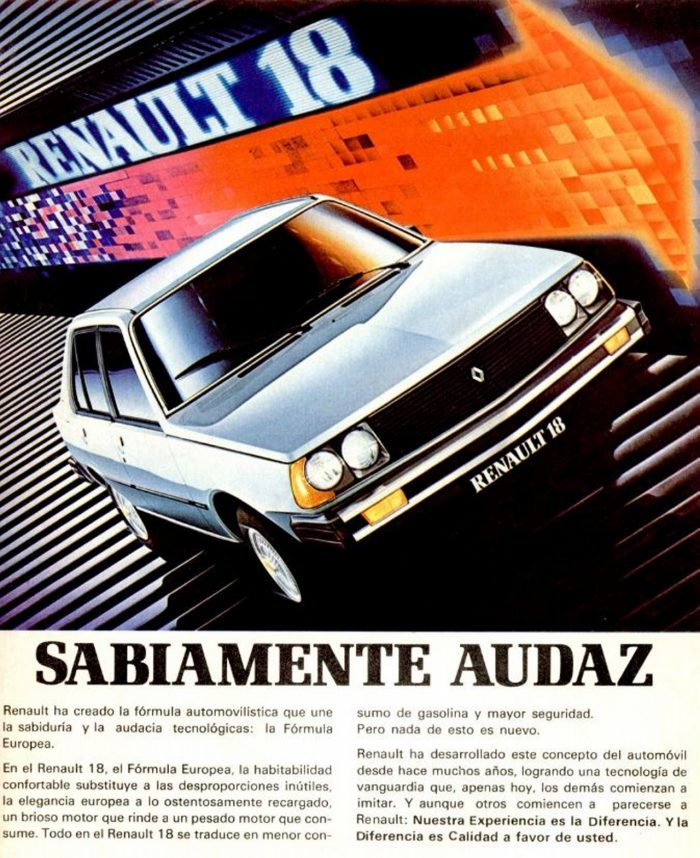 RENAULT 18
RENAULT 18
SABIAMENTE AUDAZ
Renault ha creado la fórmula automovilística que une
la sabiduría y la audacia tecnológicas: la Fórmula
Europea.
En el Renault 18, el Fórmula Europea, la habitabilidad
confortable substituye a las desproporciones inútiles,
la elegancia europea a lo ostentosamente recargado,
un brioso motor que rinde a un pesado motor que con-
sume. Todo en el Renault 18 se traduce en menor con-
sumo de gasolina y mayor seguridad.
Pero nada de esto es nuevo.
Renault ha desarrollado este concepto del automóvil
desde hace muchos años, logrando una tecnología de
vanguardia que, apenas hoy, los demás comienzan a
imitar. Y aunque otros comiencen a parecerse a
Renault: Nuestra Experiencia es la Diferencia. Y la
Diferencia es Calidad a favor de usted.